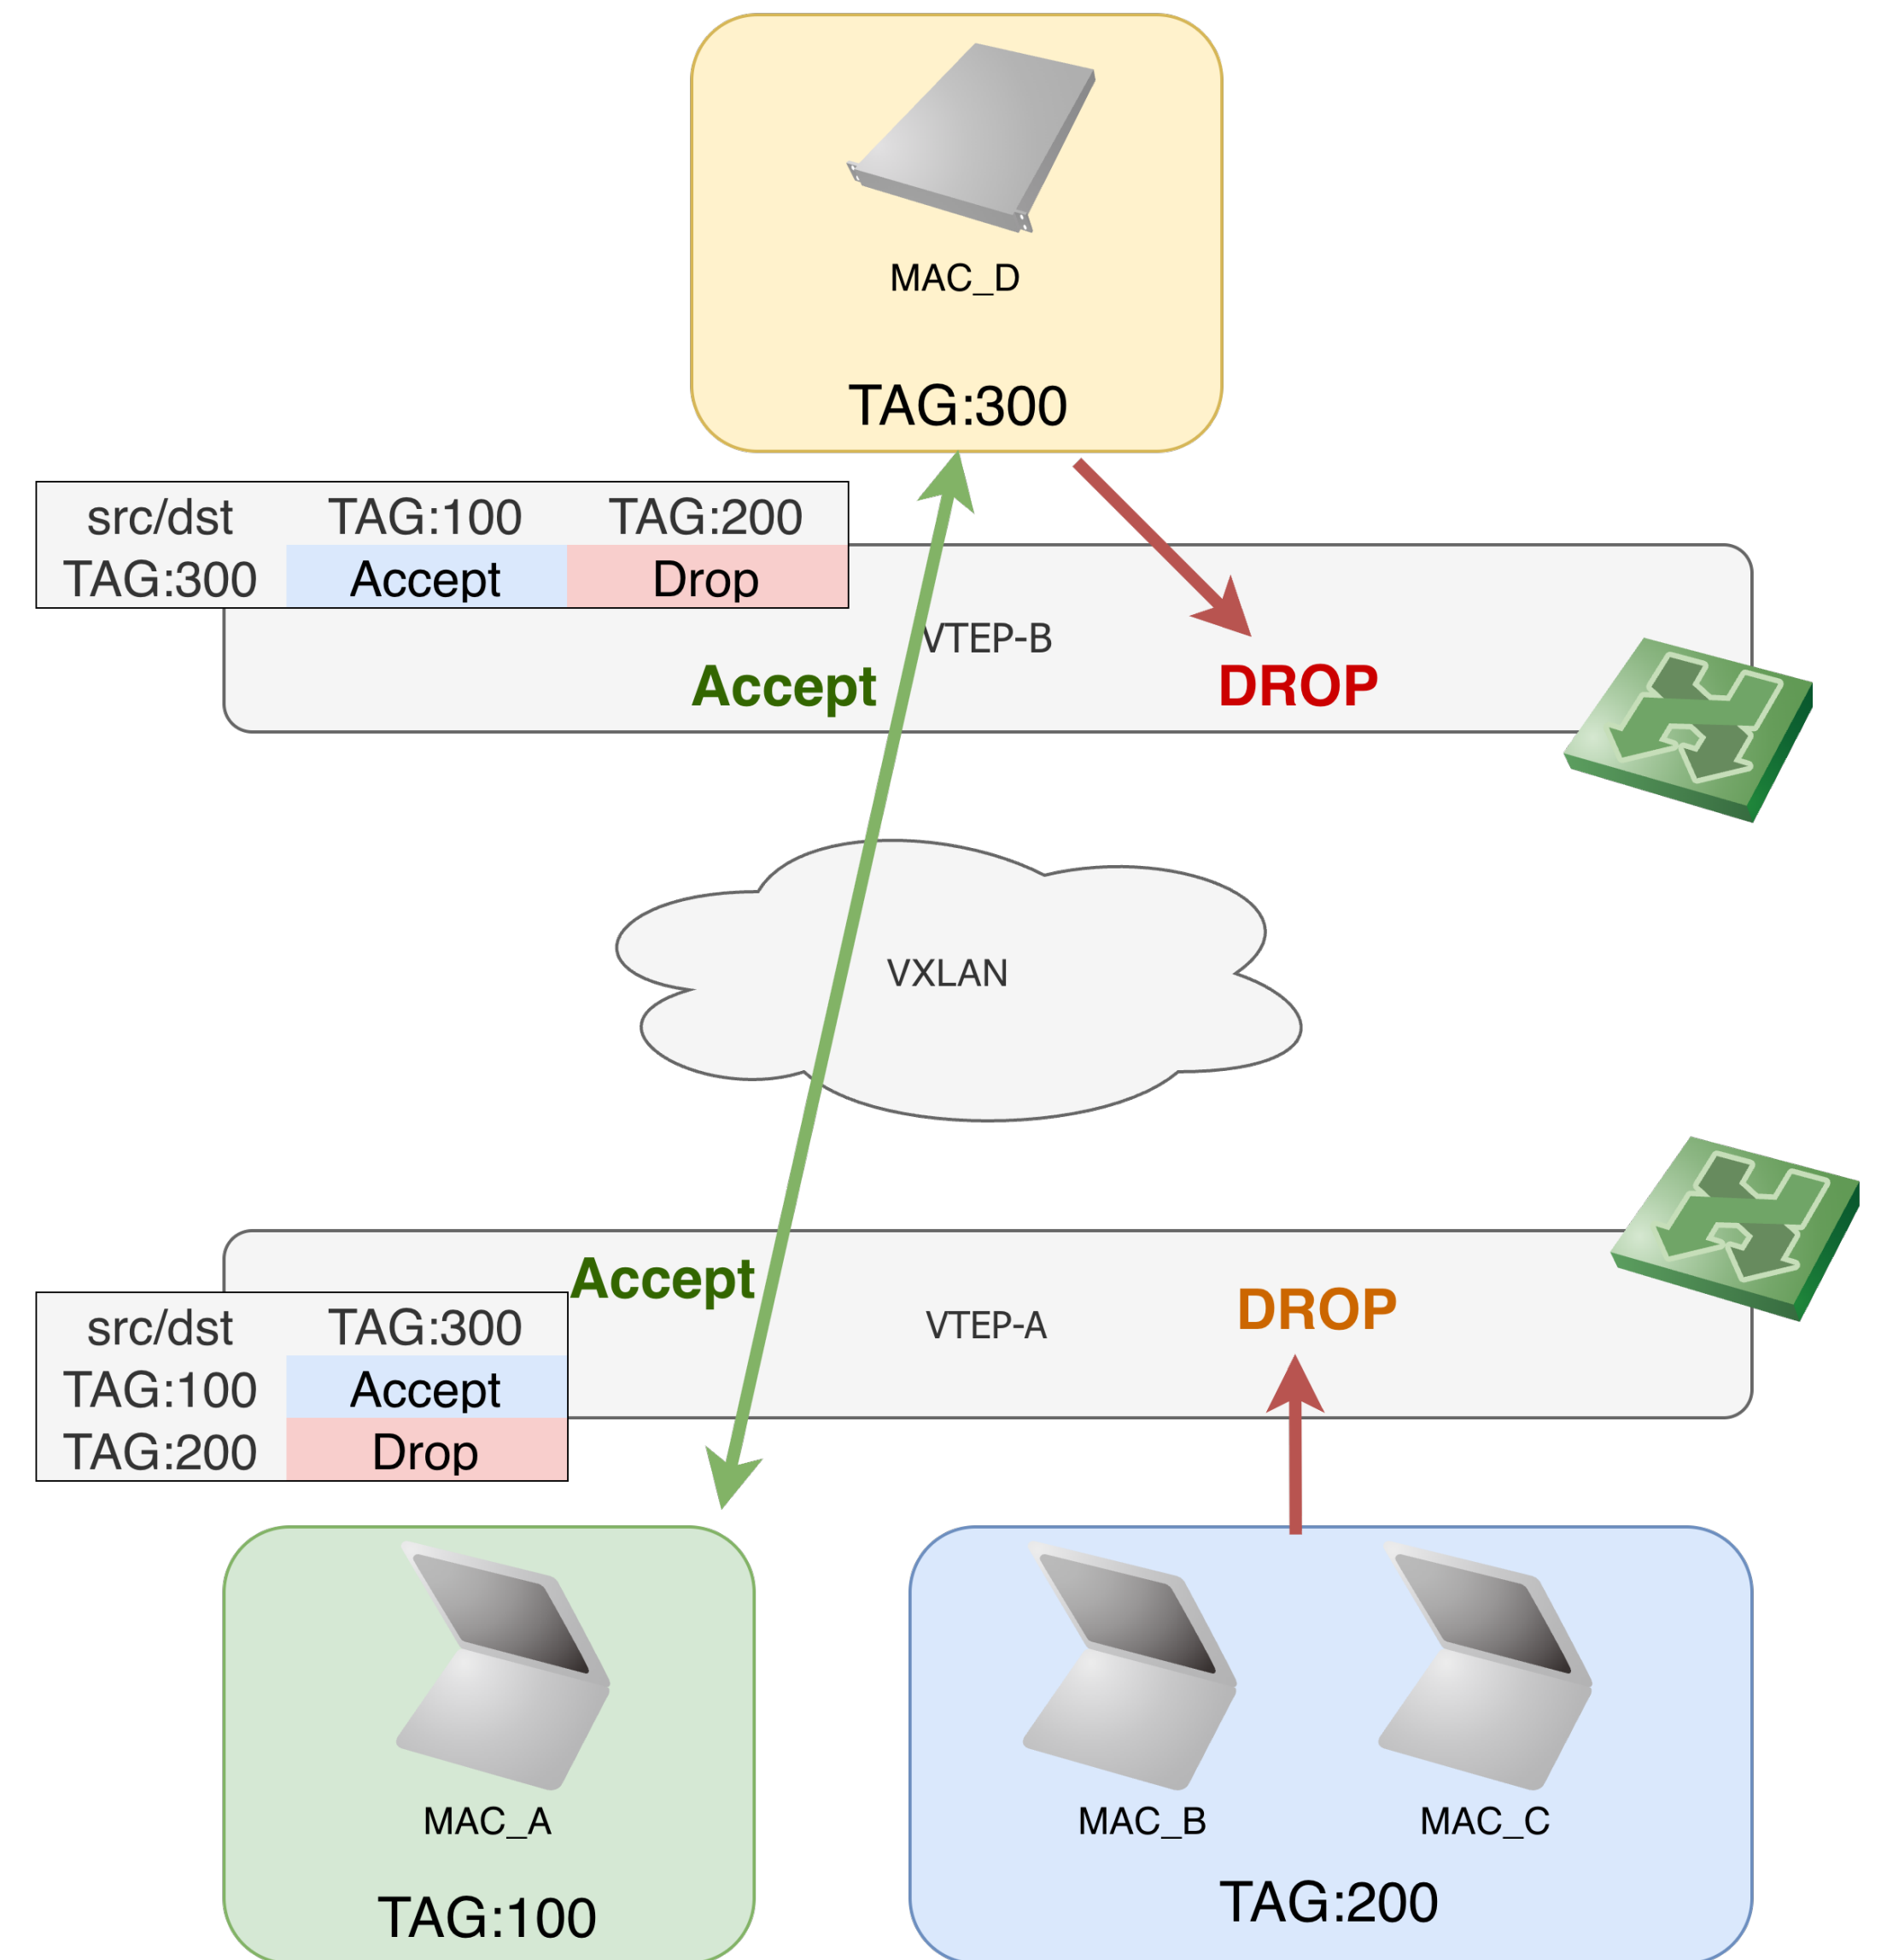 MAC_D
TAG:300
src/dst TAG:100 TAG:200
TAG:300 Accept Drop
VTEP-B
Accept DROP
VXLAN
Accept
VTEP-A
DROP
src/dst TAG:300
TAG:100 Accept
TAG:200 Drop
MAC_A
TAG:100
MAC_B MAC_C
TAG:200